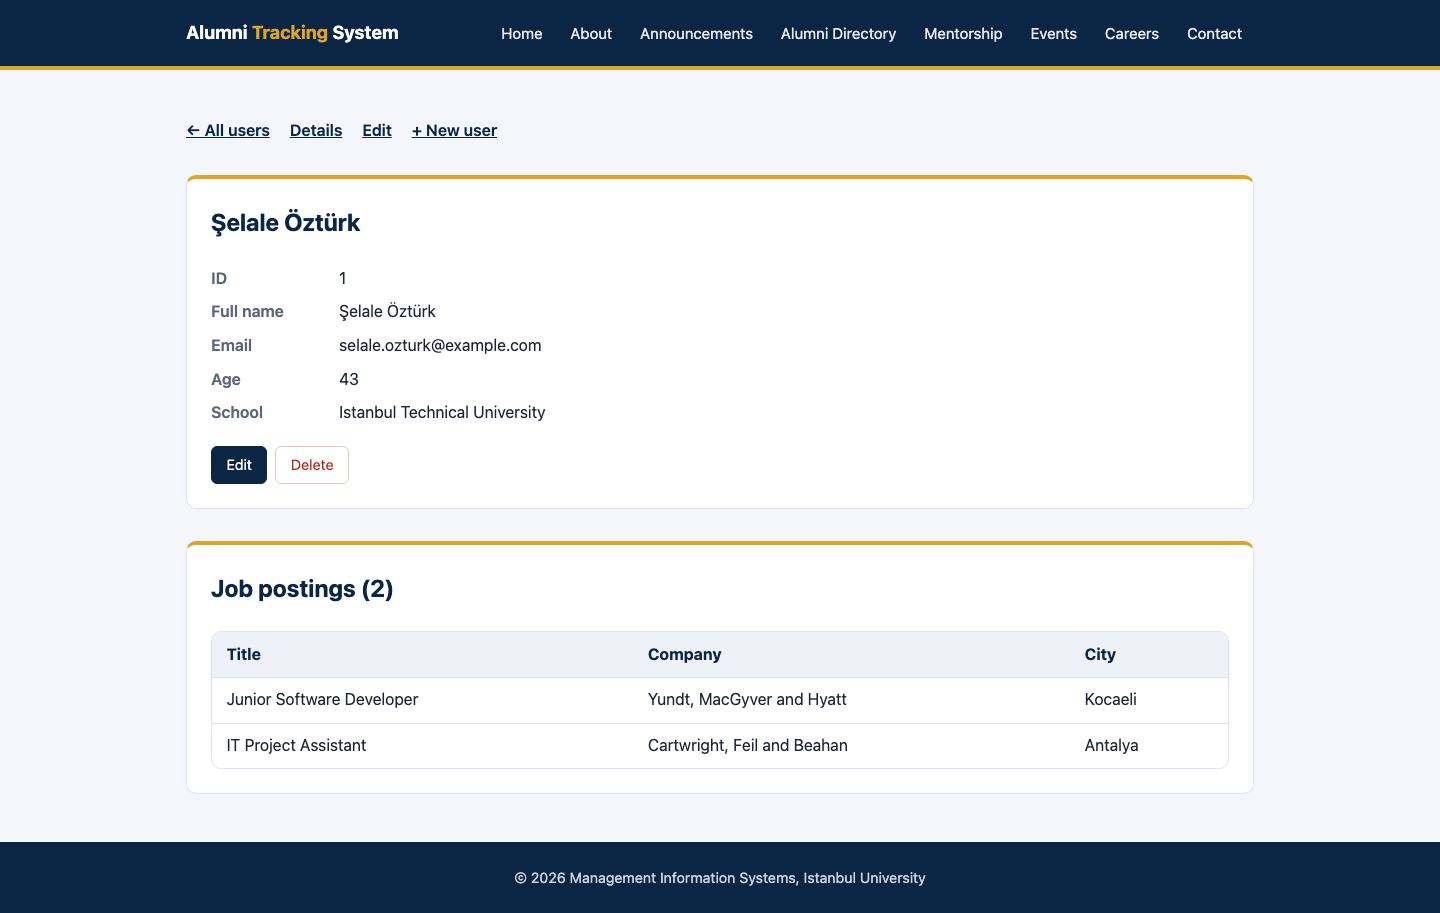 Alumni Tracking System
Home About Announcements Alumni Directory Mentorship Events Careers Contact
← All users Details Edit + New user
Şelale Öztürk
ID 1
Full name Şelale Öztürk
Email selale.ozturk@example.com
Age 43
School Istanbul Technical University
Edit Delete
Job postings (2)
Title Company City
Junior Software Developer Yundt, MacGyver and Hyatt Kocaeli
IT Project Assistant Cartwright, Feil and Beahan Antalya
© 2026 Management Information Systems, Istanbul University